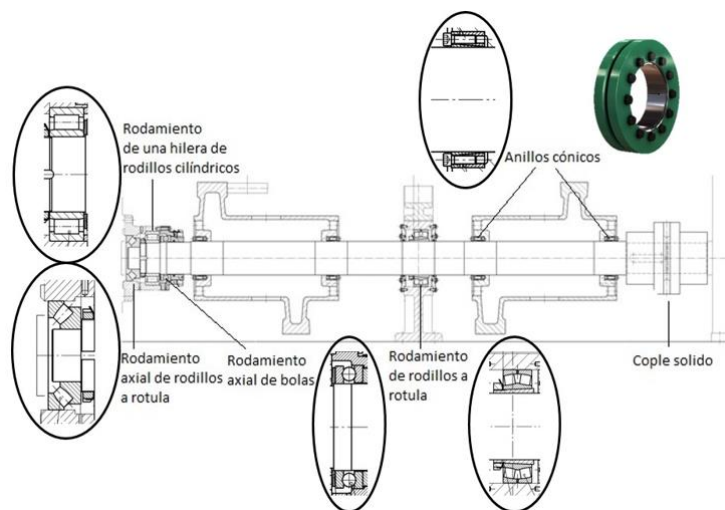 Rodamiento
de una hilera de
rodillos cilíndricos
Anillos cónicos
Rodamiento
axial de rodillos
a rotula
Rodamiento
axial de bolas
Rodamiento
de rodillos a
rotula
Cople solido